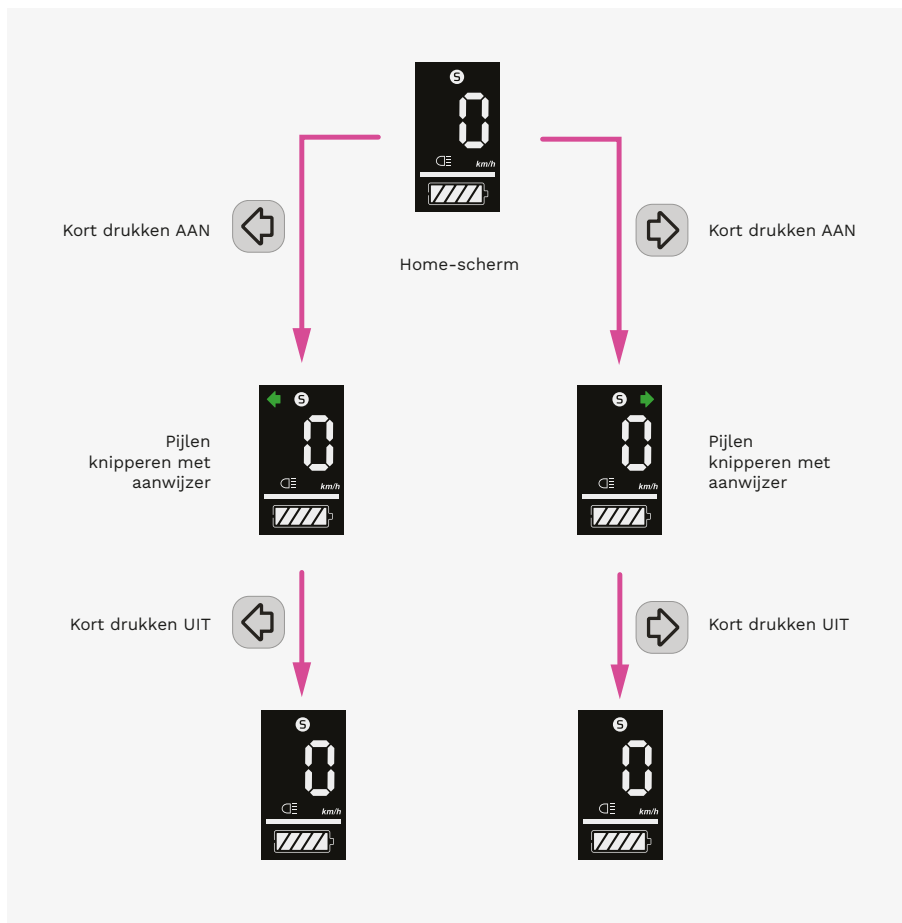 S
0
km/h
Kort drukken AAN
Kort drukken AAN
Home-scherm
S
0
km/h
Pijlen
knipperen met
aanwijzer
S
0
km/h
Pijlen
knipperen met
aanwijzer
Kort drukken UIT
Kort drukken UIT
S
0
km/h
S
0
km/h